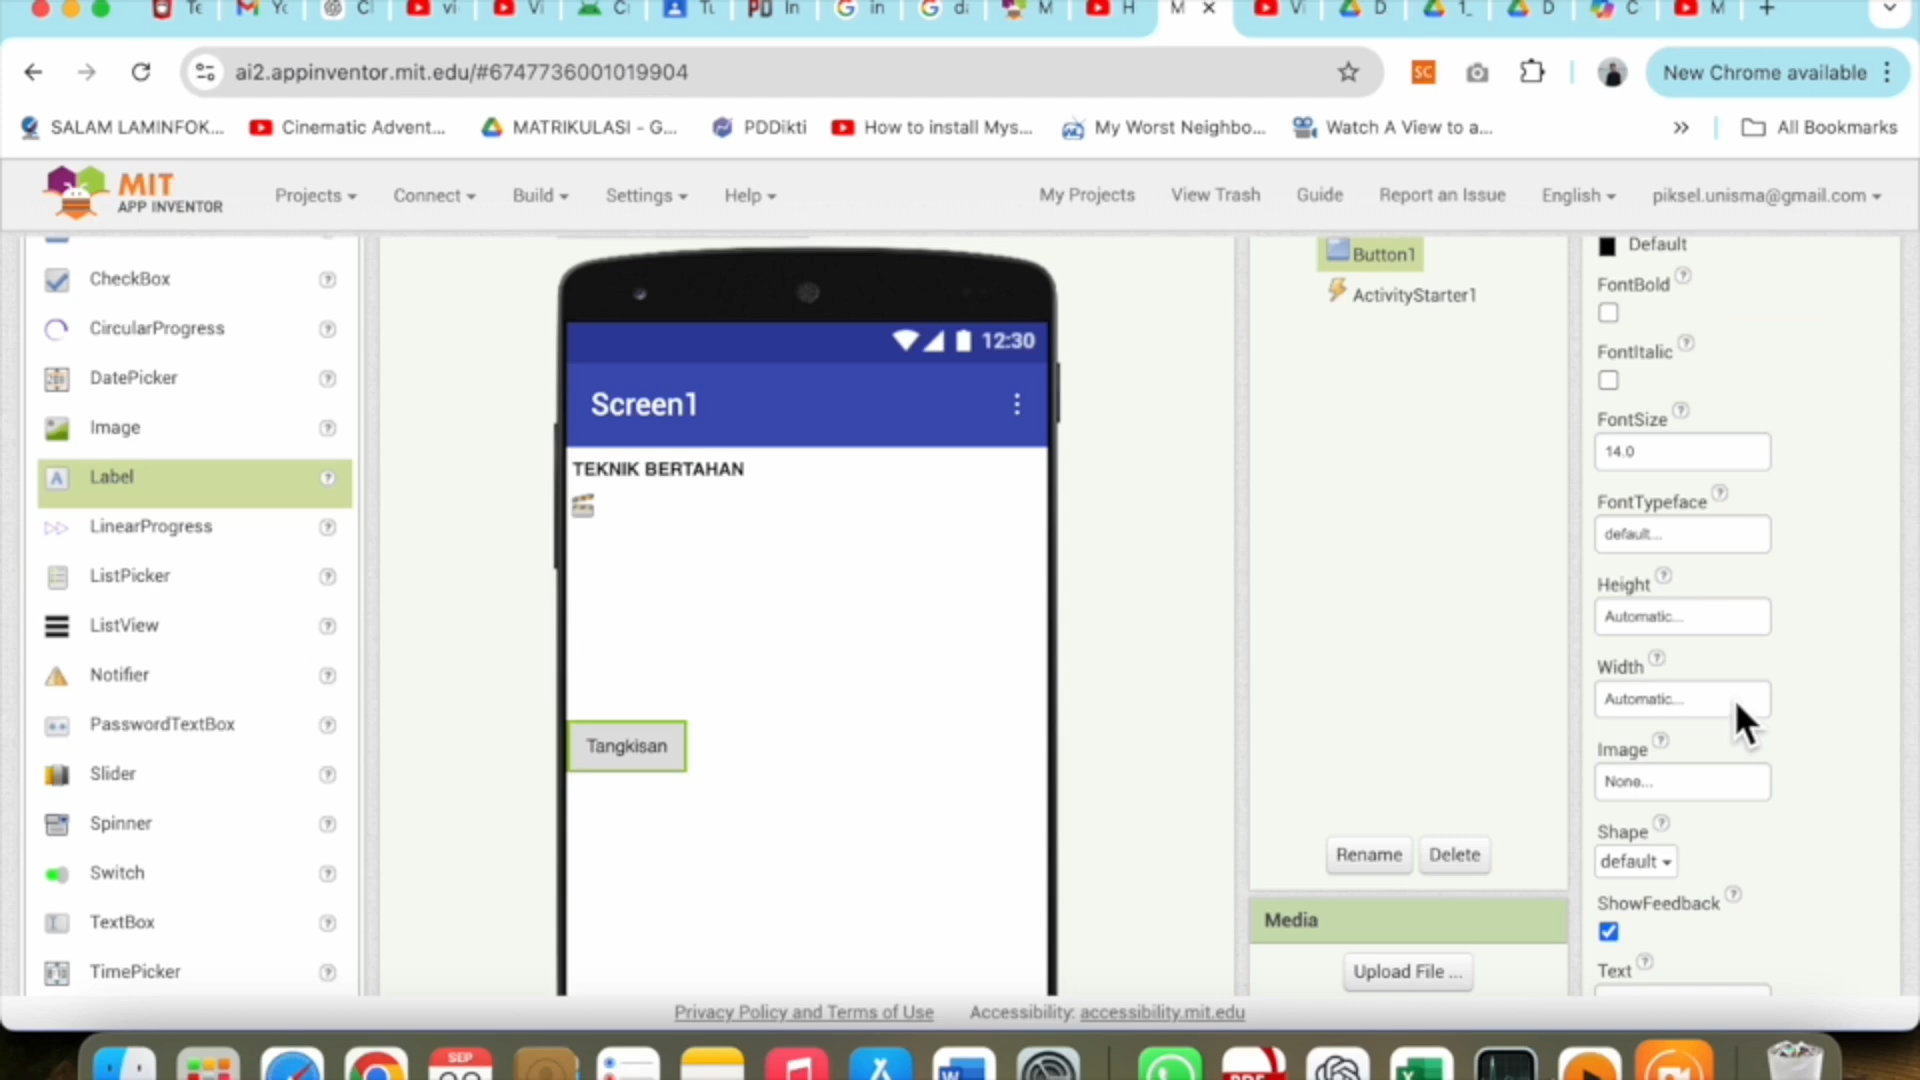 M
ai2.appinventor.mit.edu/#6747736001019904
New Chrome available
SALAM LAMINFOK...
Cinematic Advent...
MATRIKULASI - G...
PDDikti
How to install Mys...
My Worst Neighbo...
Watch A View to a...
All Bookmarks
MIT
APP INVENTOR
Projects
Connect
Build
Settings
Help
My Projects
View Trash
Guide
Report an Issue
English
piksel.unisma@gmail.com
CheckBox
CircularProgress
DatePicker
Image
Label
LinearProgress
ListPicker
ListView
Notifier
PasswordTextBox
Slider
Spinner
Switch
TextBox
TimePicker
12:30
Screen1
TEKNIK BERTAHAN
Tangkisan
Button1
ActivityStarter1
Rename
Delete
Media
Upload File ...
Default
FontBold
FontItalic
FontSize
14.0
FontTypeface
default...
Height
Automatic...
Width
Automatic...
Image
None...
Shape
default
ShowFeedback
Text
Privacy Policy and Terms of Use
Accessibility: accessibility.mit.edu
SEP